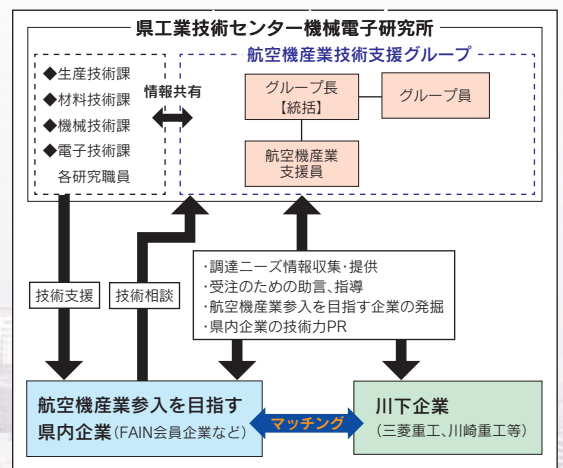 県工業技術センター機械電子研究所
航空機産業技術支援グループ
◆生産技術課
◆材料技術課
◆機械技術課
◆電子技術課
各研究職員
情報共有
グループ長
【統括】
グループ員
航空機産業
支援員
技術支援
技術相談
・調達ニーズ情報収集・提供
・受注のための助言、指導
・航空機産業参入を目指す企業の発掘
・県内企業の技術力PR
航空機産業参入を目指す
県内企業(FAIN会員企業など)
マッチング
川下企業
(三菱重工、川崎重工等)